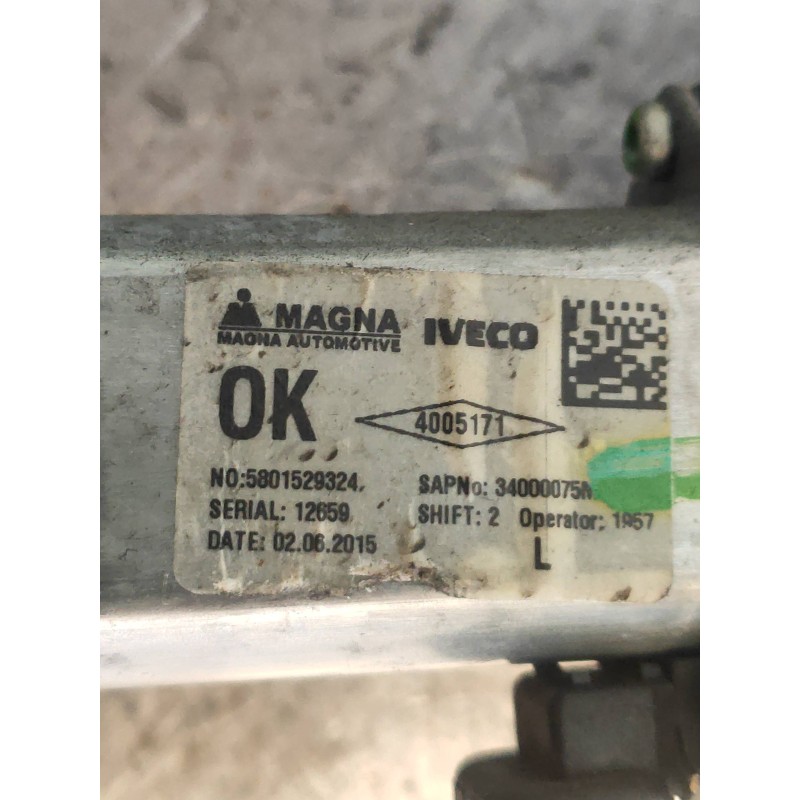 MAGNA IVECO
MAGNA AUTOMOTIVE
OK
4005171
NO:5801529324 SAPNo: 34000075
SERIAL: 12659 SHIFT: 2 Operator: 1957
DATE: 02.06.2015 L